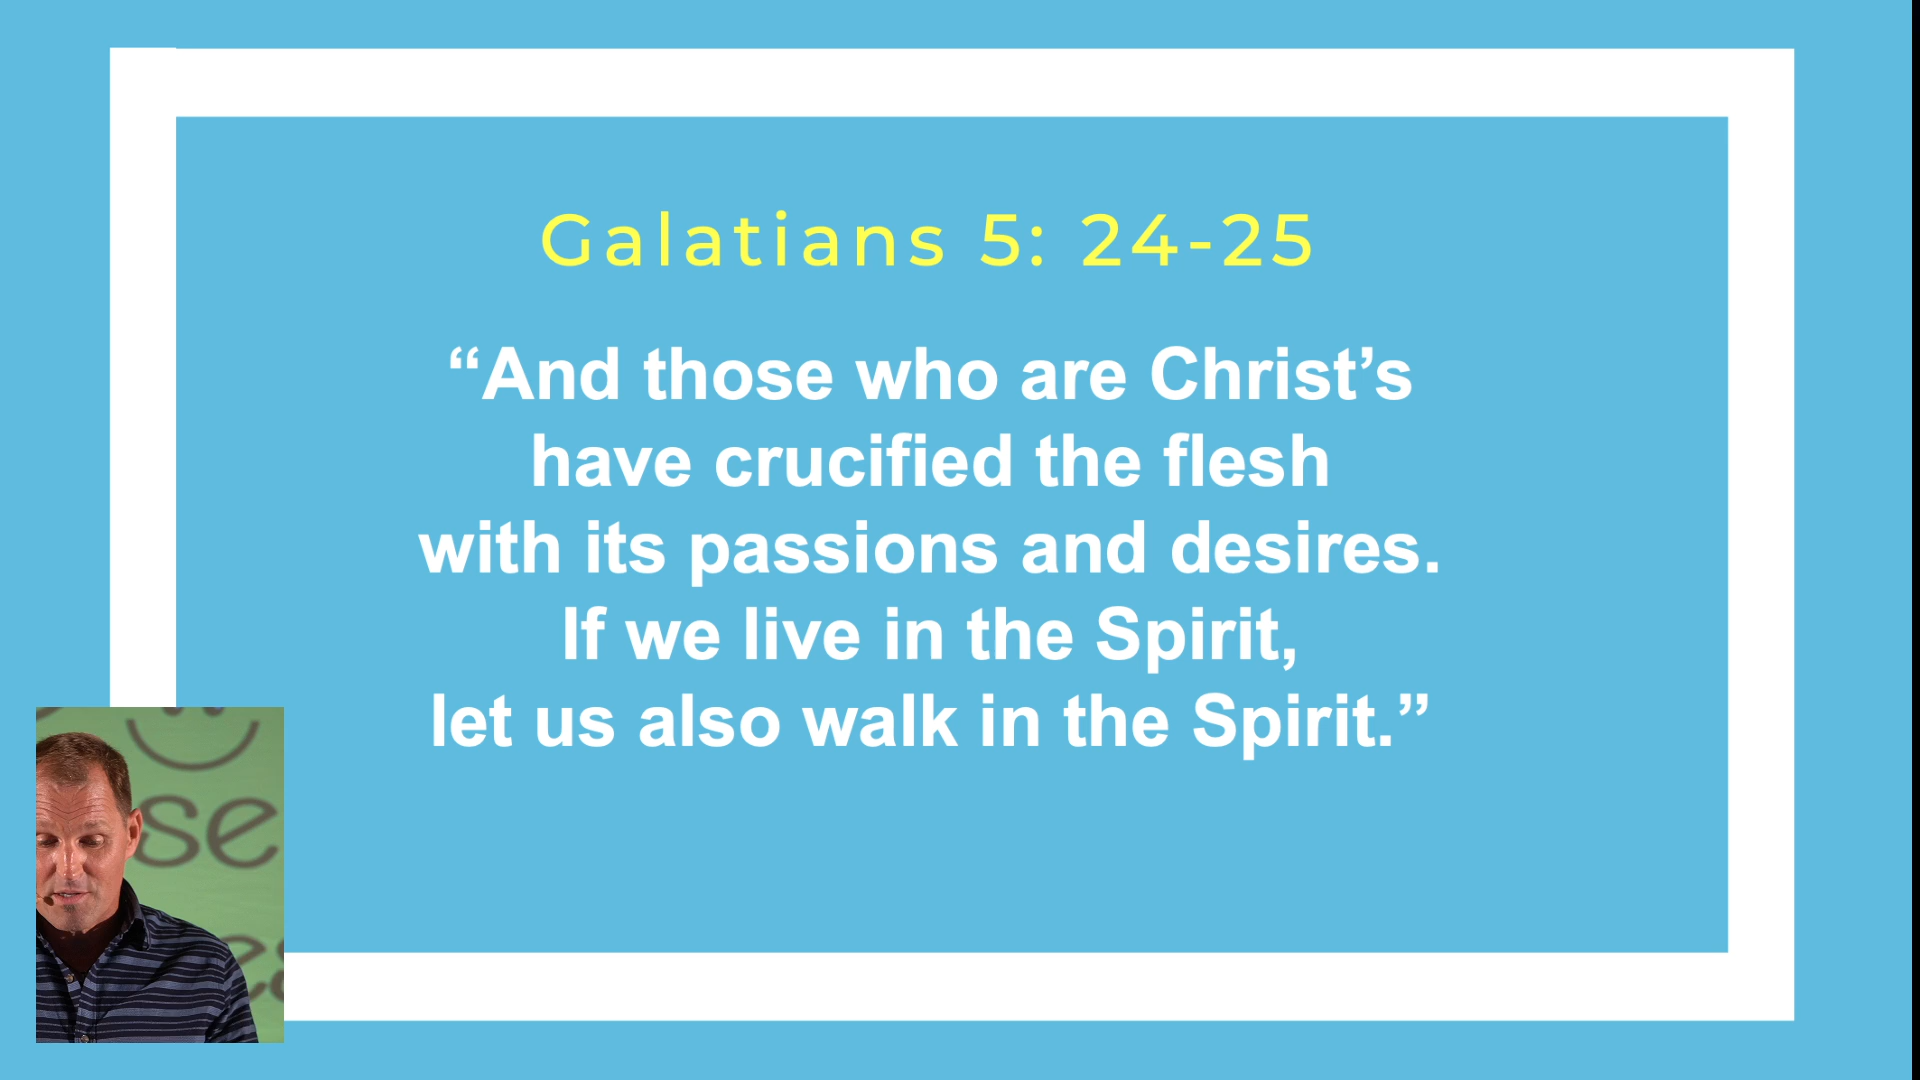 Galatians 5: 24-25
“And those who are Christ’s
have crucified the flesh
with its passions and desires.
If we live in the Spirit,
let us also walk in the Spirit.”
se